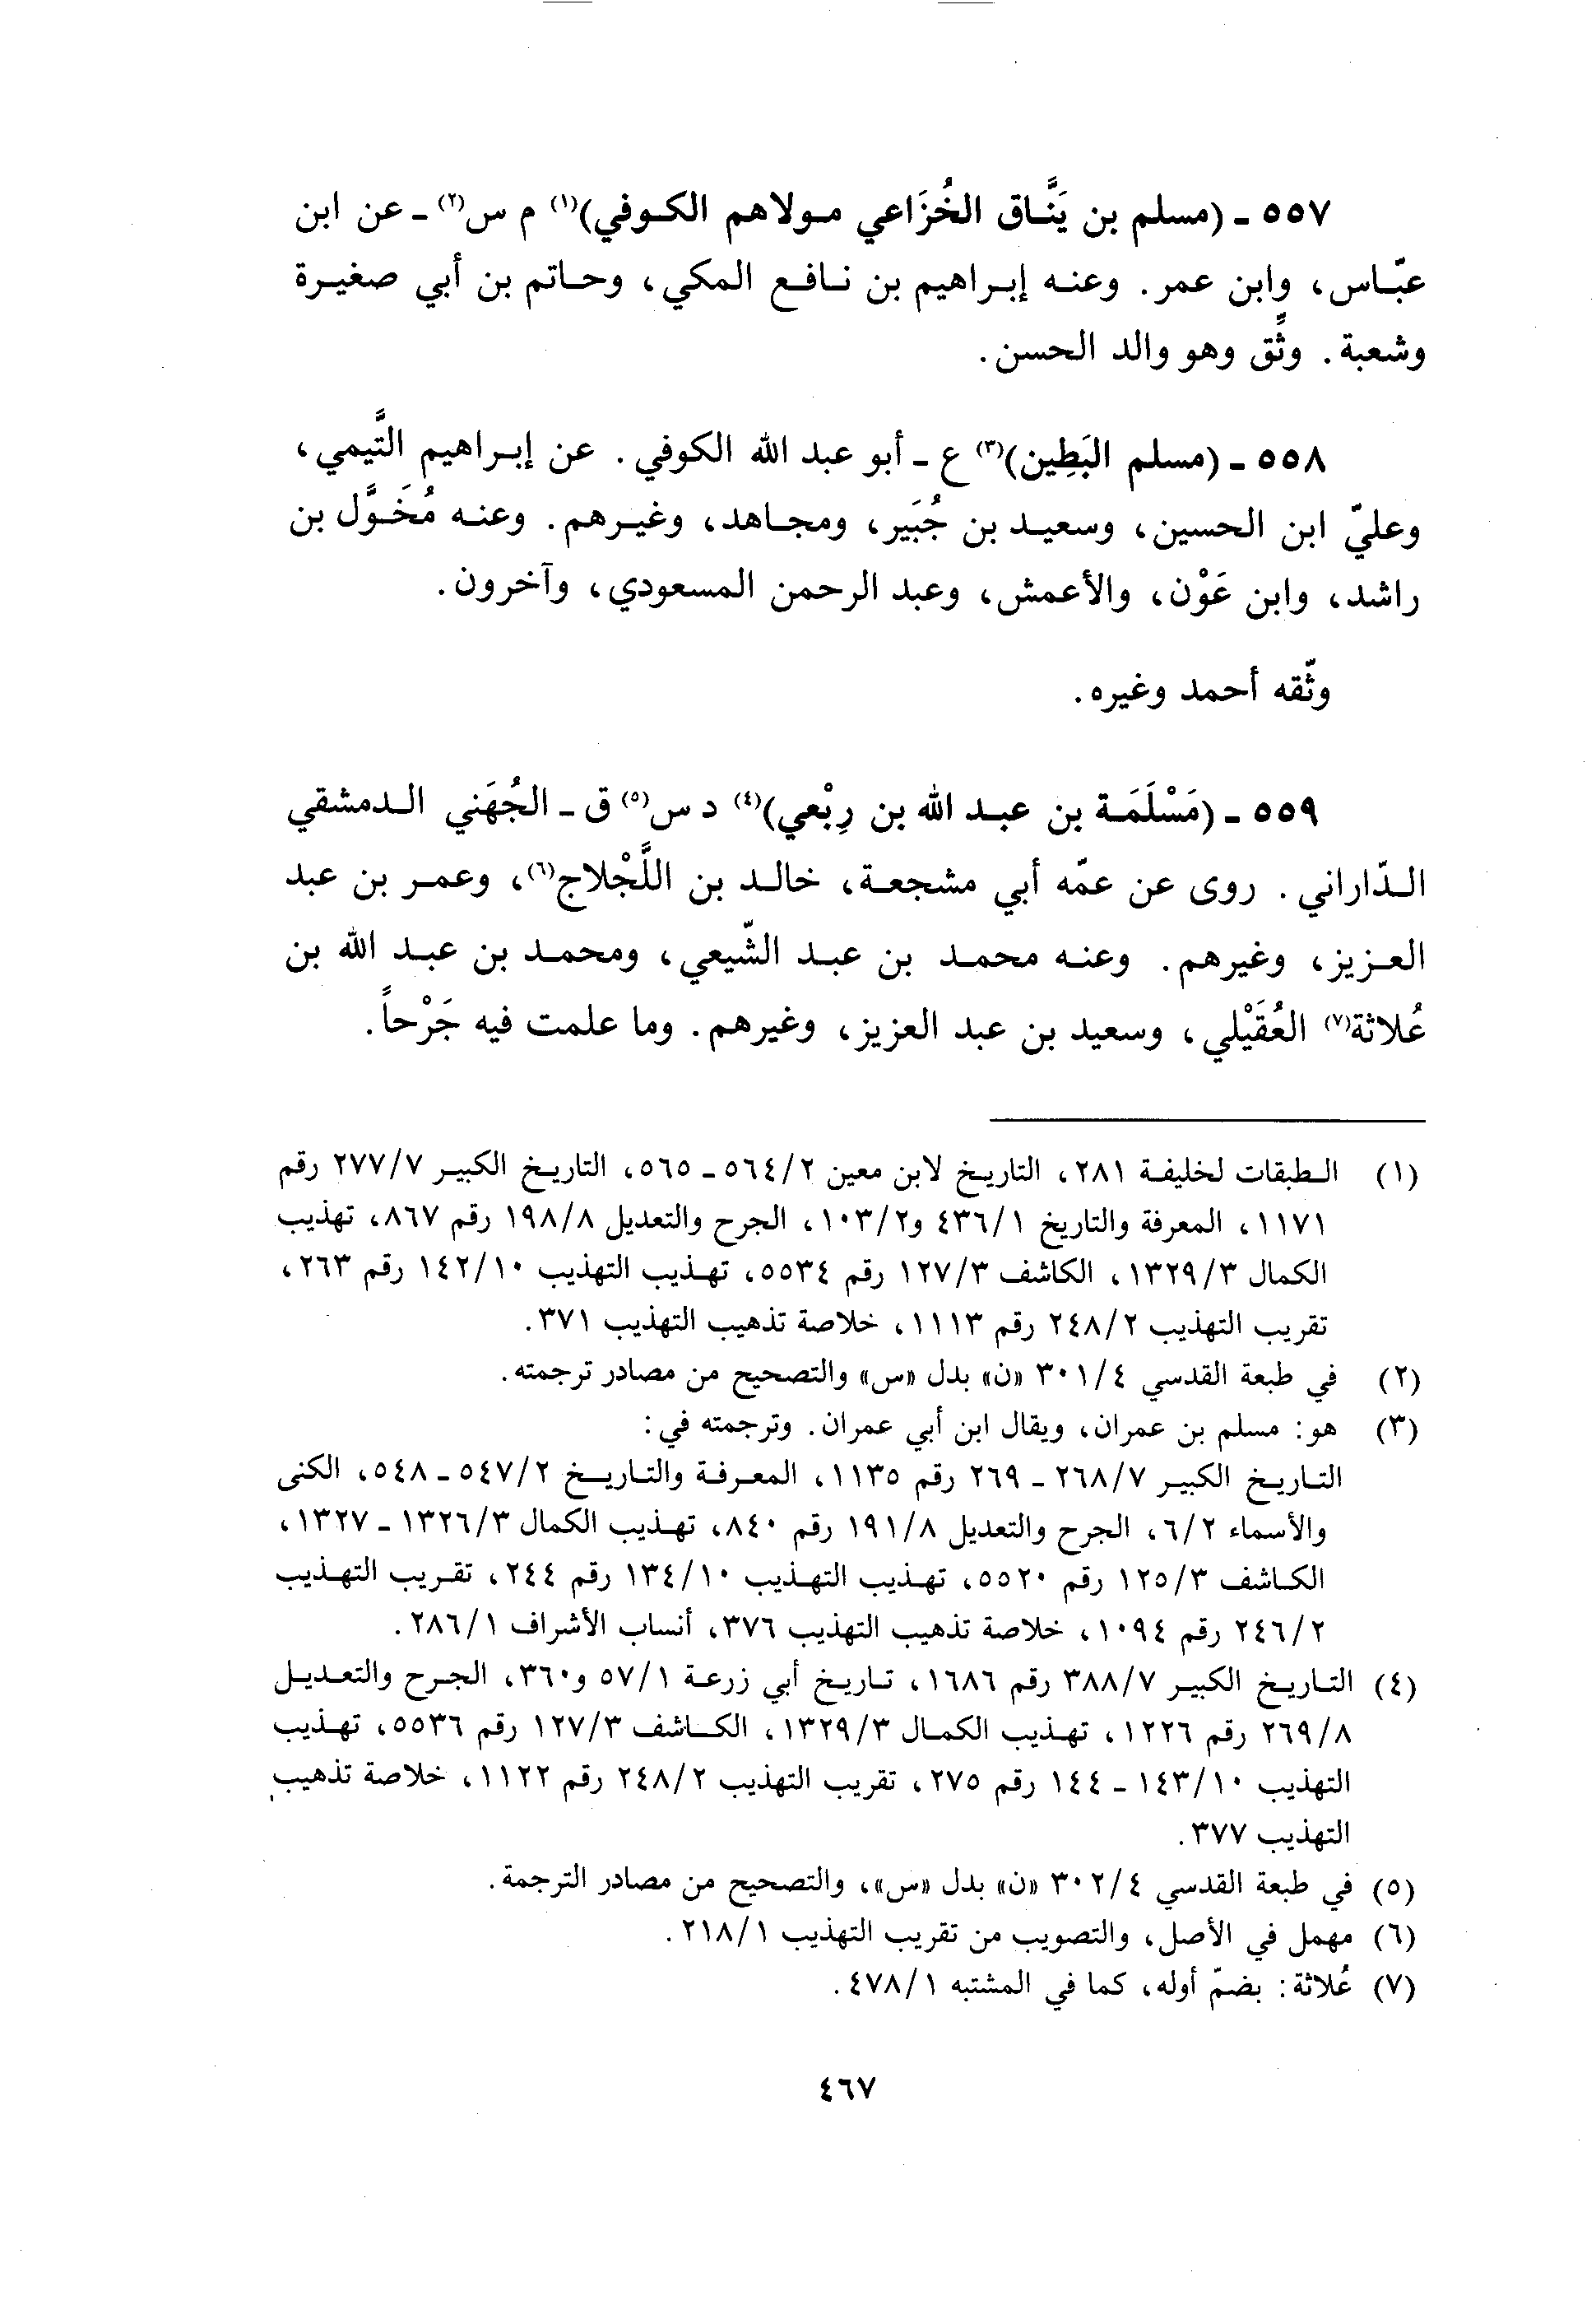 ٥٥٧ ـ (مسلم بن يَنَّاق الخُزَاعي مولاهم الكوفي)(١) م س(٢) ـ عن ابن
عبّاس، وابن عمر. وعنه إبراهيم بن نافع المكي، وحاتم بن أبي صغيرة
وشعبة. وثِّق وهو والد الحسن.
٥٥٨ ـ (مسلم البَطِين)(٣) ع ـ أبو عبد الله الكوفي. عن إبراهيم التَّيمي،
وعليّ ابن الحسين، وسعيد بن جُبَير، ومجاهد، وغيرهم. وعنه مُخَوَّل بن
راشد، وابن عَوْن، والأعمش، وعبد الرحمن المسعودي، وآخرون.
وثّقه أحمد وغيره.
٥٥٩ ـ (مَسْلَمَة بن عبد الله بن رِبْعي)(٤) د س(٥) ق ـ الجُهَني الدمشقي
الدّاراني. روى عن عمّه أبي مشجعة، خالد بن اللَّجْلاج(٦)، وعمر بن عبد
العزيز، وغيرهم. وعنه محمد بن عبد الشّيعي، ومحمد بن عبد الله بن
عُلاثة(٧) العُقَيْلي، وسعيد بن عبد العزيز، وغيرهم. وما علمت فيه جَرْحاً.
(١) الطبقات لخليفة ٢٨١، التاريخ لابن معين ٥٦٤/٢ ـ ٥٦٥، التاريخ الكبير ٢٧٧/٧ رقم
١١٧١، المعرفة والتاريخ ٤٣٦/١ و١٠٣/٢، الجرح والتعديل ١٩٨/٨ رقم ٨٦٧، تهذيب
الكمال ١٣٢٩/٣، الكاشف ١٢٧/٣ رقم ٥٥٣٤، تهذيب التهذيب ١٤٢/١٠ رقم ٢٦٣،
تقريب التهذيب ٢٤٨/٢ رقم ١١١٣، خلاصة تذهيب التهذيب ٣٧١.
(٢) في طبعة القدسي ٣٠١/٤ «ن» بدل «س» والتصحيح من مصادر ترجمته.
(٣) هو: مسلم بن عمران، ويقال ابن أبي عمران. وترجمته في:
التاريخ الكبير ٢٦٨/٧ ـ ٢٦٩ رقم ١١٣٥، المعرفة والتاريخ ٥٤٧/٢ ـ ٥٤٨، الكنى
والأسماء ٦/٢، الجرح والتعديل ١٩١/٨ رقم ٨٤٠، تهذيب الكمال ١٣٢٦/٣ ـ ١٣٢٧،
الكاشف ١٢٥/٣ رقم ٥٥٢٠، تهذيب التهذيب ١٣٤/١٠ رقم ٢٤٤، تقريب التهذيب
٢٤٦/٢ رقم ١٠٩٤، خلاصة تذهيب التهذيب ٣٧٦، أنساب الأشراف ٢٨٦/١.
(٤) التاريخ الكبير ٣٨٨/٧ رقم ١٦٨٦، تاريخ أبي زرعة ٥٧/١ و٣٦٠، الجرح والتعديل
٢٦٩/٨ رقم ١٢٢٦، تهذيب الكمال ١٣٢٩/٣، الكاشف ١٢٧/٣ رقم ٥٥٣٦، تهذيب
التهذيب ١٤٣/١٠ ـ ١٤٤ رقم ٢٧٥، تقريب التهذيب ٢٤٨/٢ رقم ١١٢٢، خلاصة تذهيب
التهذيب ٣٧٧.
(٥) في طبعة القدسي ٣٠٢/٤ «ن» بدل «س»، والتصحيح من مصادر الترجمة.
(٦) مهمل في الأصل، والتصويب من تقريب التهذيب ٢١٨/١.
(٧) عُلاثة: بضمّ أوله، كما في المشتبه ٤٧٨/١.
٤٦٧